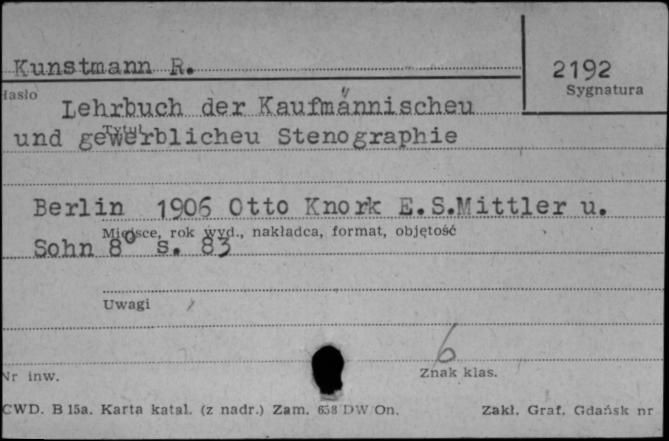 Kunstmann R.
2192
Hasło
Sygnatura
Lehrbuch der Kaufmännischeu
und gewerblicheu Stenographie
Tytuł
Berlin 1906 Otto Knork E.S.Mittler u.
Miejsce, rok wyd., nakładca, format, objętość
Sohn 8° s. 83
Uwagi
6
Nr inw.
Znak klas.
CWD. B 15a. Karta katal. (z nadr.) Zam. 658 DW/On.
Zakł. Graf. Gdańsk nr